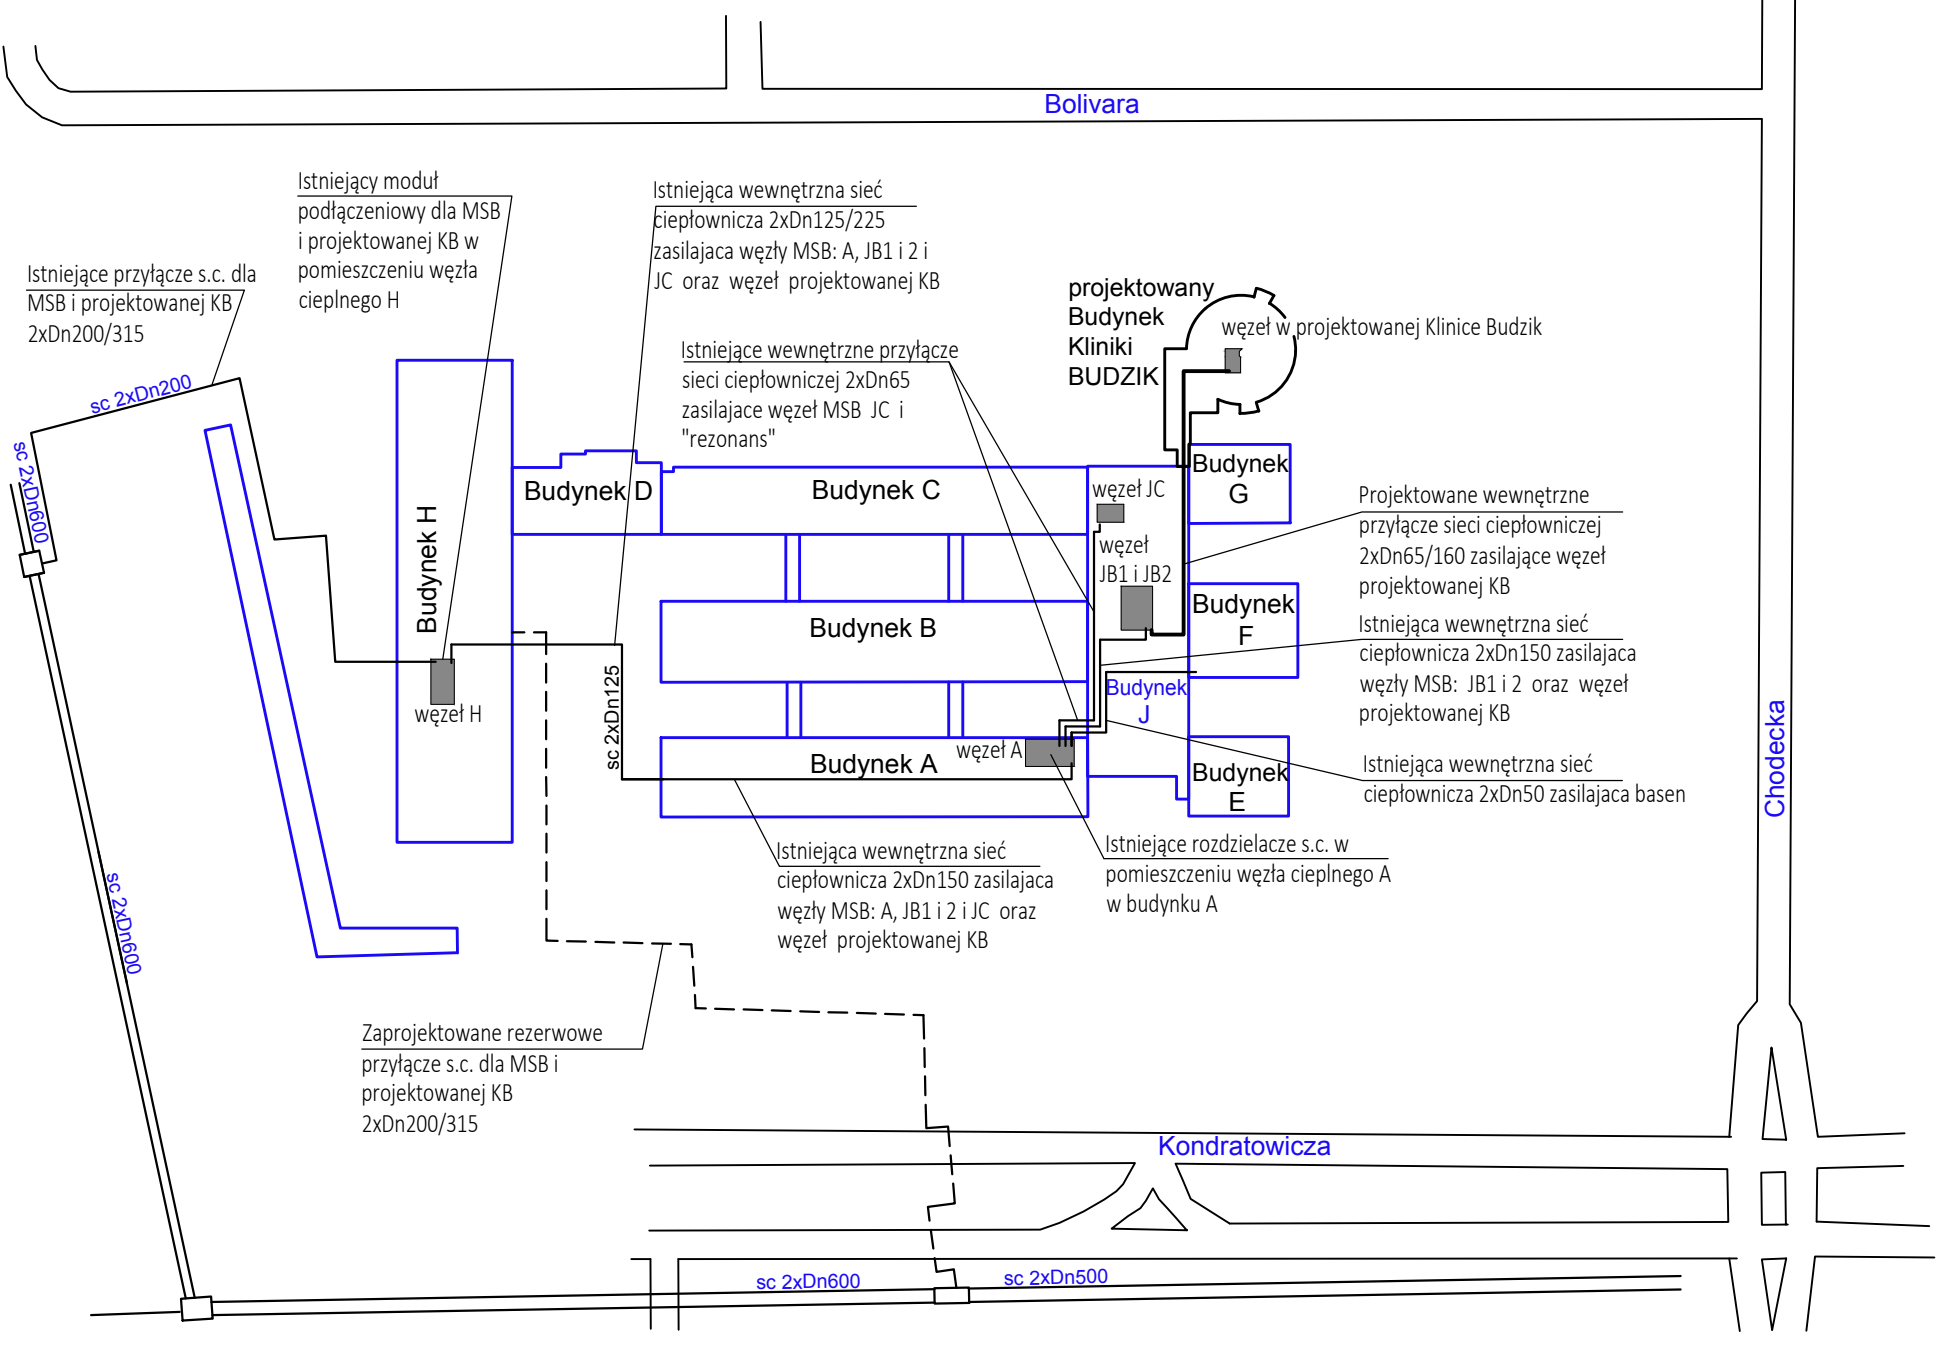 Bolivara
Istniejący moduł
podłączeniowy dla MSB
i projektowanej KB w
pomieszczeniu węzła
cieplnego H
Istniejąca wewnętrzna sieć
ciepłownicza 2xDn125/225
zasilajaca węzły MSB: A, JB1 i 2 i
JC oraz węzeł projektowanej KB
Istniejące przyłącze s.c. dla
MSB i projektowanej KB
2xDn200/315
projektowany
Budynek
Kliniki
BUDZIK
węzeł w projektowanej Klinice Budzik
Istniejące wewnętrzne przyłącze
sieci ciepłowniczej 2xDn65
zasilajace węzeł MSB JC i
"rezonans"
sc 2xDn200
sc 2xDn600
Budynek H
Budynek D
Budynek C
węzeł JC
Budynek
G
Projektowane wewnętrzne
przyłącze sieci ciepłowniczej
2xDn65/160 zasilające węzeł
projektowanej KB
węzeł
JB1 i JB2
Budynek B
Budynek
F
Istniejąca wewnętrzna sieć
ciepłownicza 2xDn150 zasilajaca
węzły MSB: JB1 i 2 oraz węzeł
projektowanej KB
węzeł H
sc 2xDn125
Budynek
J
Budynek A
węzeł A
Budynek
E
Istniejąca wewnętrzna sieć
ciepłownicza 2xDn50 zasilajaca basen
Chodecka
Istniejąca wewnętrzna sieć
ciepłownicza 2xDn150 zasilajaca
węzły MSB: A, JB1 i 2 i JC oraz
węzeł projektowanej KB
Istniejące rozdzielacze s.c. w
pomieszczeniu węzła cieplnego A
w budynku A
sc 2xDn600
Zaprojektowane rezerwowe
przyłącze s.c. dla MSB i
projektowanej KB
2xDn200/315
Kondratowicza
sc 2xDn600
sc 2xDn500